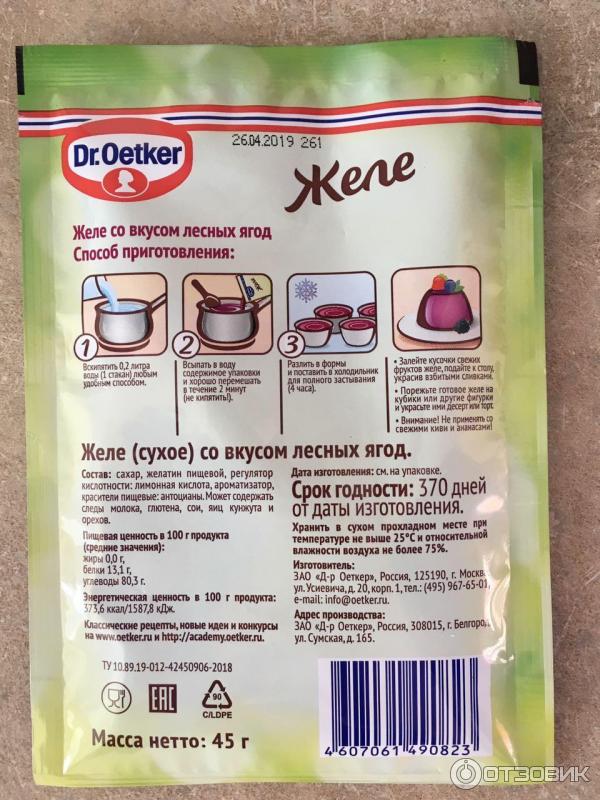 26.04.2019 261
Dr.Oetker
Желе
Желе со вкусом лесных ягод
Способ приготовления:
1
Вскипятить 0,2 литра
воды (1 стакан) любым
удобным способом.
2
Всыпать в воду
содержимое упаковки
и хорошо перемешать
в течение 2 минут
(не кипятить!).
3
Разлить в формы
и поставить в холодильник
для полного застывания
(4 часа).
• Залейте кусочки свежих
фруктов желе, подайте к столу,
украсив взбитыми сливками.
• Порежьте готовое желе на
кубики или другие фигурки
и украсьте ими десерт или торт.
• Внимание! Не применять со
свежими киви и ананасами!
Желе (сухое) со вкусом лесных ягод.
Состав: сахар, желатин пищевой, регулятор
кислотности: лимонная кислота, ароматизатор,
красители пищевые: антоцианы. Может содержать
следы молока, глютена, сои, яиц кунжута и
орехов.
Пищевая ценность в 100 г продукта
(средние значения):
жиры 0,0 г,
белки 13,1 г,
углеводы 80,3 г.
Энергетическая ценность в 100 г продукта:
373,6 ккал/1587,8 кДж.
Классические рецепты, новые идеи и конкурсы
на www.oetker.ru и http://academy.oetker.ru.
Дата изготовления: см. на упаковке.
Срок годности: 370 дней
от даты изготовления.
Хранить в сухом прохладном месте при
температуре не выше 25°С и относительной
влажности воздуха не более 75%.
Изготовитель:
ЗАО «Д-р Оеткер», Россия, 125190, г. Москва
ул. Усиевича, д. 20, корп. 1, тел.: (495) 967-65-01,
e-mail: info@oetker.ru.
Адрес производства:
ЗАО «Д-р Оеткер», Россия, 308015, г. Белгород
ул. Сумская, д. 165.
ТУ 10.89.19-012-42450906-2018
EAC
90
C/LDPE
Масса нетто: 45 г
4 607061 490823
ОТЗОВИК